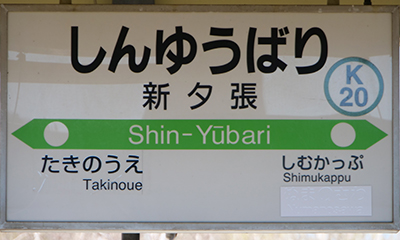 しんゆうばり
新夕張
K
20
Shin-Yūbari
たきのうえ
Takinoue
しむかっぷ
Shimukappu